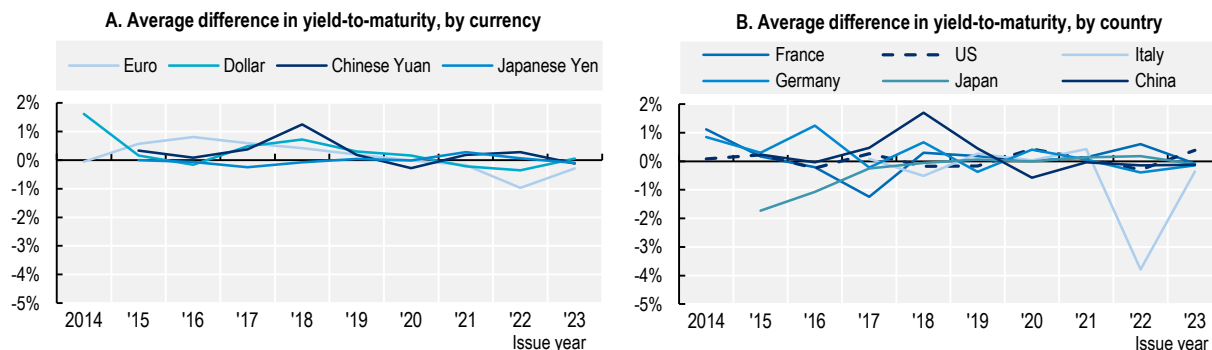 A. Average difference in yield-to-maturity, by currency
Euro Dollar Chinese Yuan Japanese Yen
2%
1%
0%
-1%
-2%
-3%
-4%
-5%
2014 '15 '16 '17 '18 '19 '20 '21 '22 '23
Issue year
B. Average difference in yield-to-maturity, by country
France US Italy
Germany Japan China
2%
1%
0%
-1%
-2%
-3%
-4%
-5%
2014 '15 '16 '17 '18 '19 '20 '21 '22 '23
Issue year